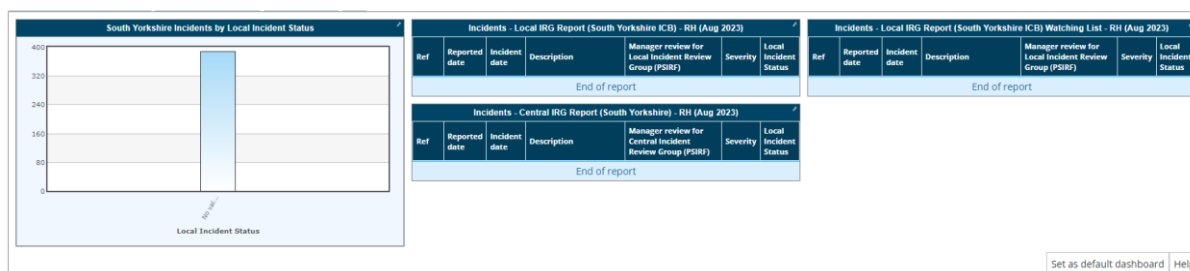 South Yorkshire Incidents by Local Incident Status
400
320
240
160
80
0
No val...
Local Incident Status
Incidents - Local IRG Report (South Yorkshire ICB) - RH (Aug 2023)
Ref Reported date Incident date Description Manager review for Local Incident Review Group (PSIRF) Severity Local Incident Status
End of report
Incidents - Local IRG Report (South Yorkshire ICB) Watching List - RH (Aug 2023)
Ref Reported date Incident date Description Manager review for Local Incident Review Group (PSIRF) Severity Local Incident Status
End of report
Incidents - Central IRG Report (South Yorkshire) - RH (Aug 2023)
Ref Reported date Incident date Description Manager review for Central Incident Review Group (PSIRF) Severity Local Incident Status
End of report
Set as default dashboard Help